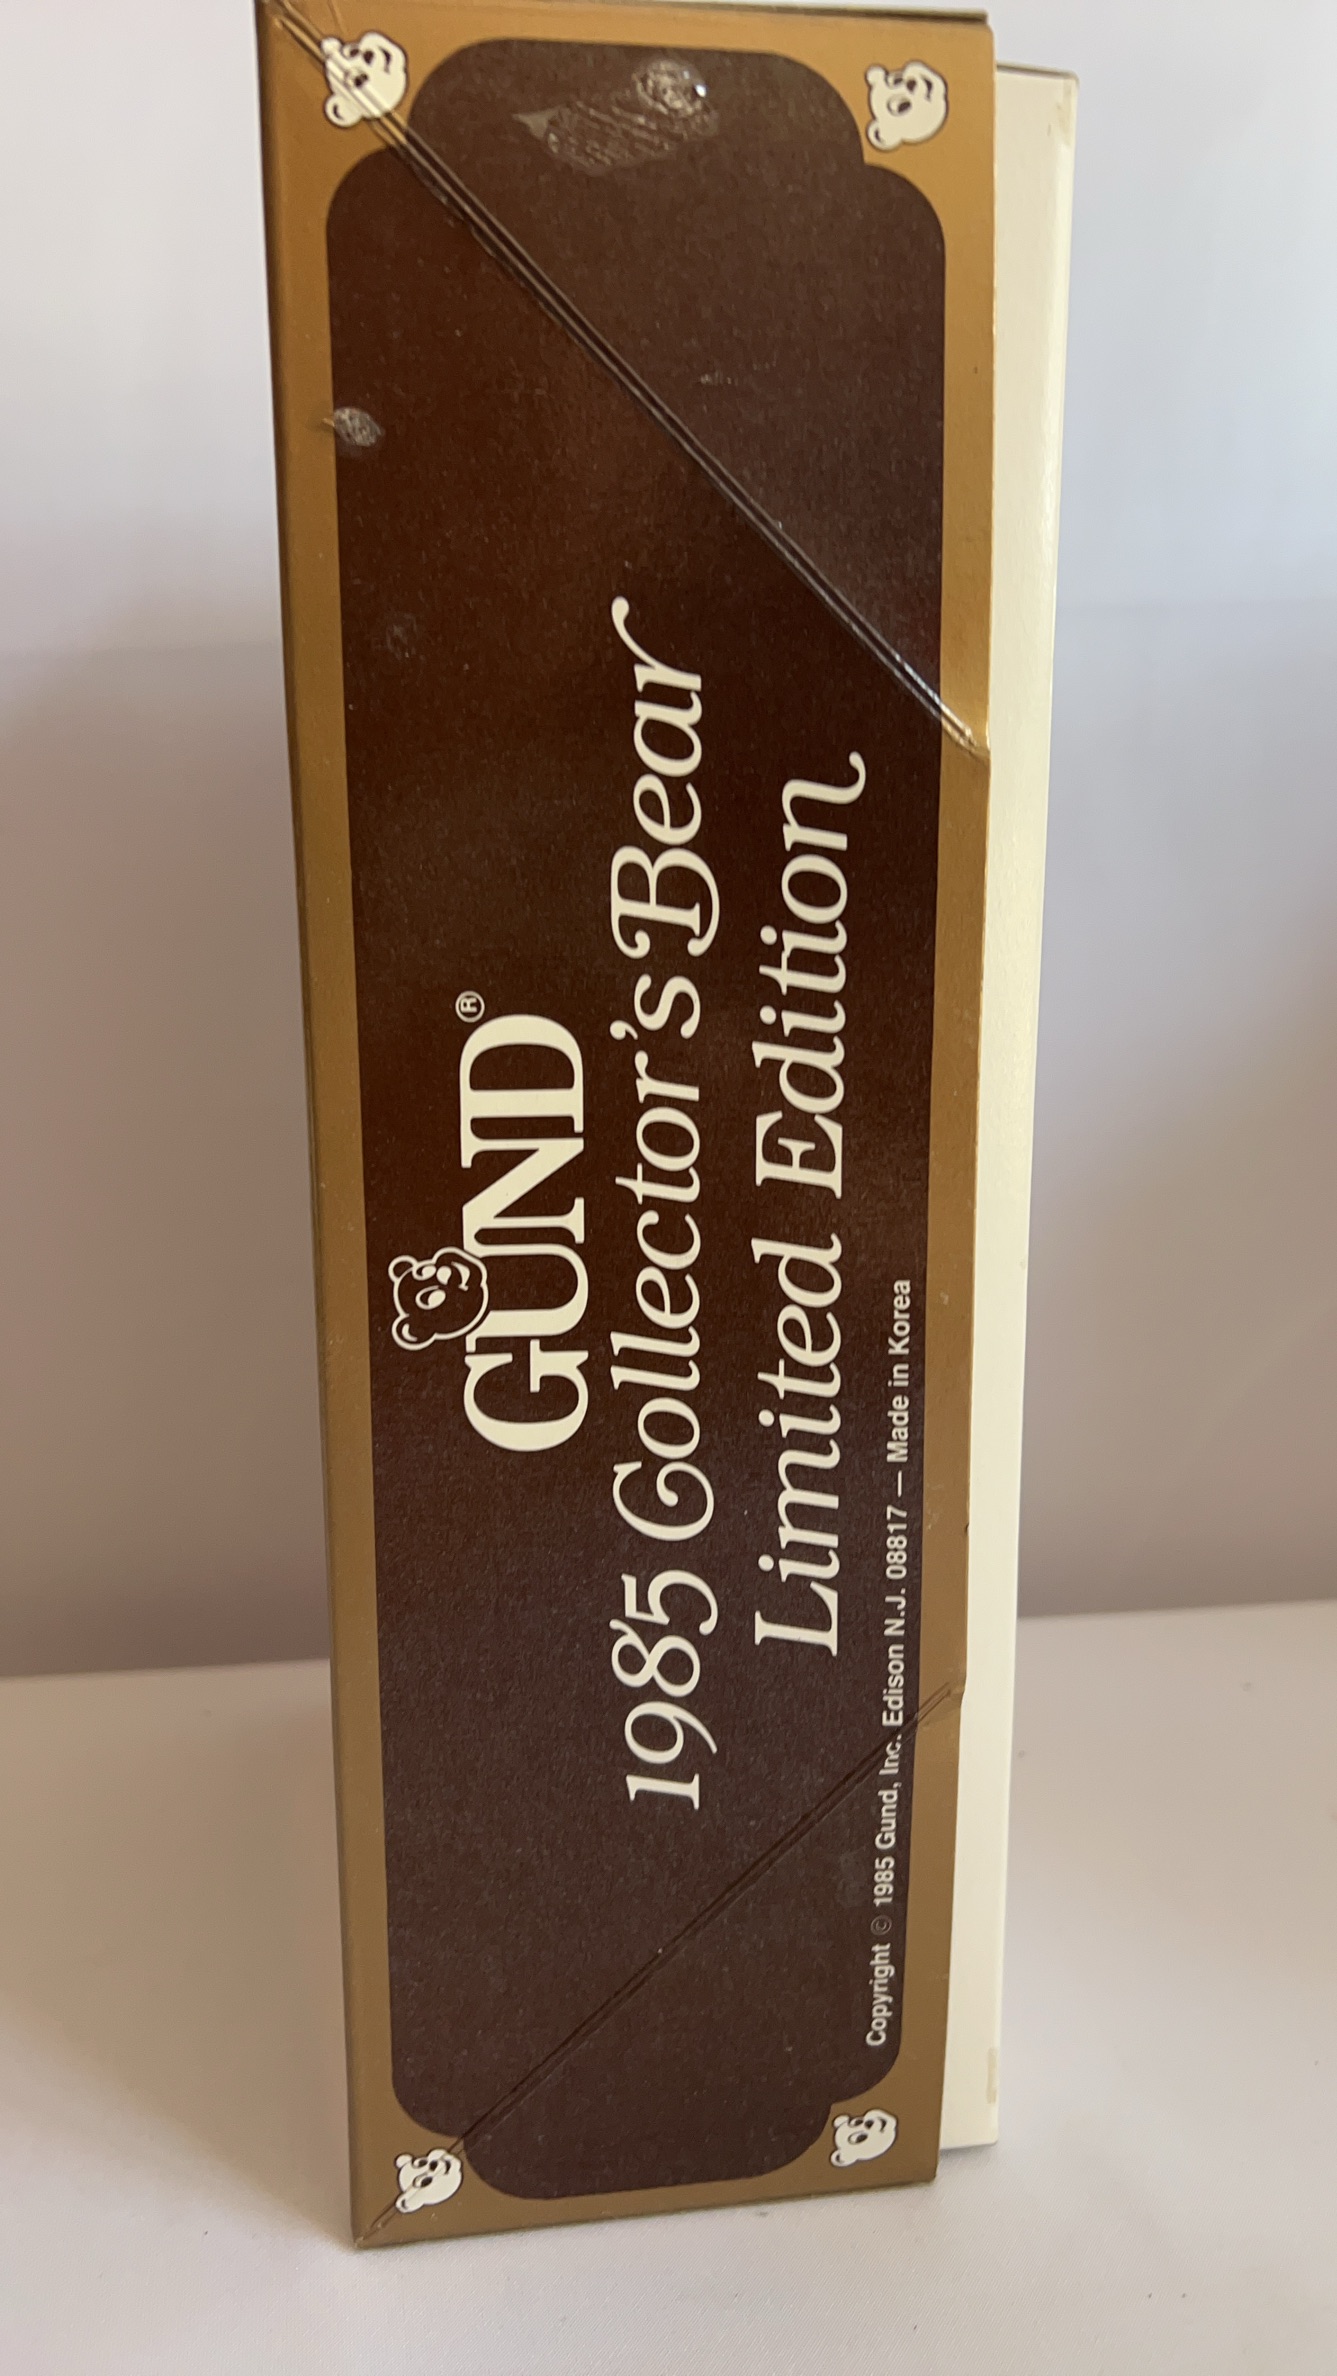 GUND®
1985 Collector's Bear
Limited Edition
Copyright © 1985 Gund, Inc. Edison N.J. 08817 — Made in Korea